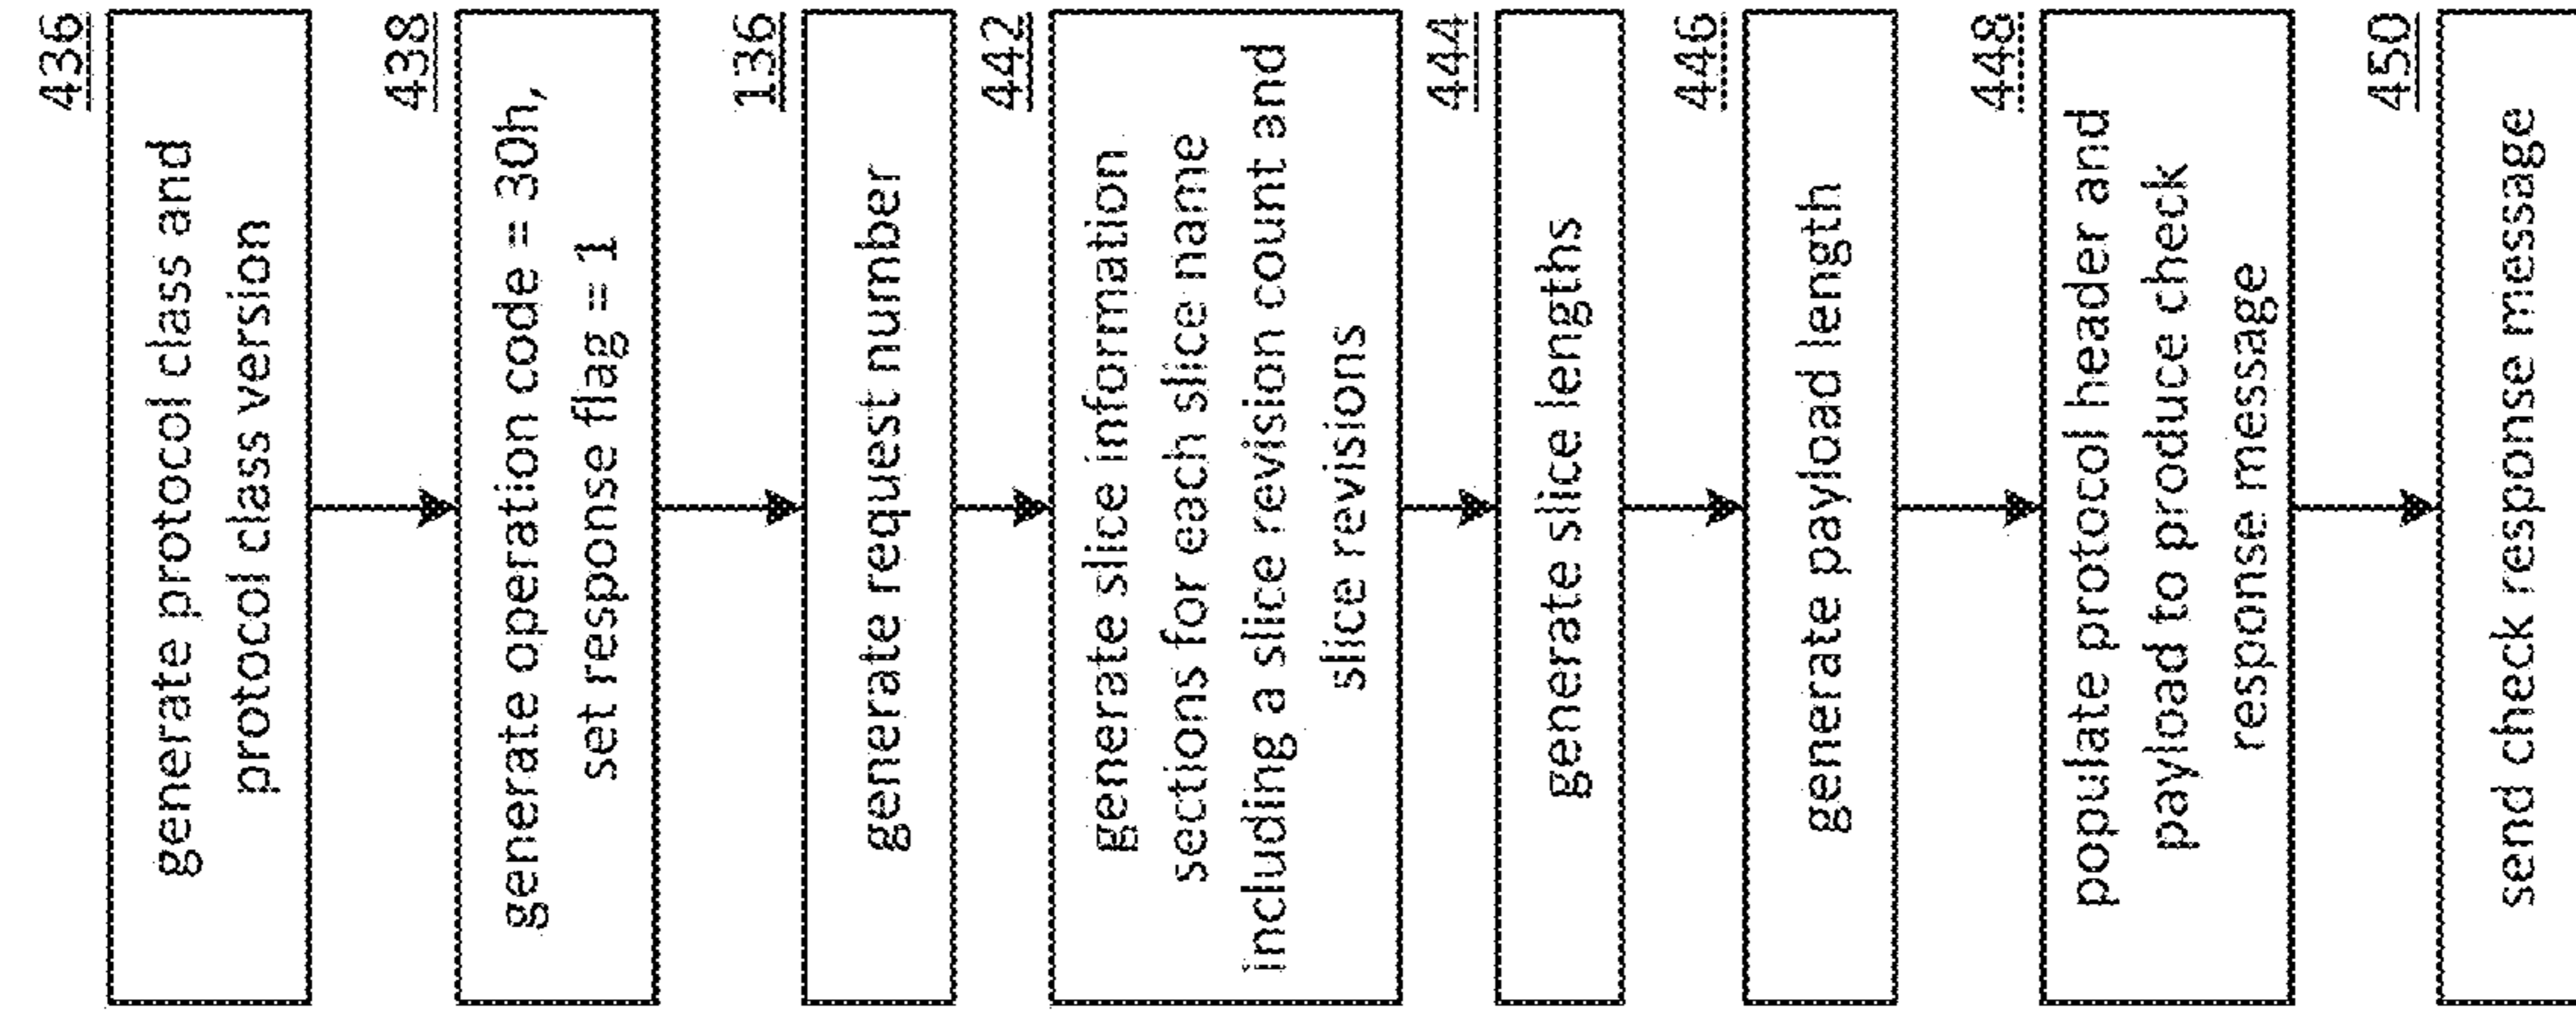 436
generate protocol class and
protocol class version
438
generate operation code = 30h,
set response flag = 1
136
generate request number
442
generate slice information
sections for each slice name
including a slice revision count and
slice revisions
444
generate slice lengths
446
generate payload length
448
populate protocol header and
payload to produce check
response message
450
send check response message